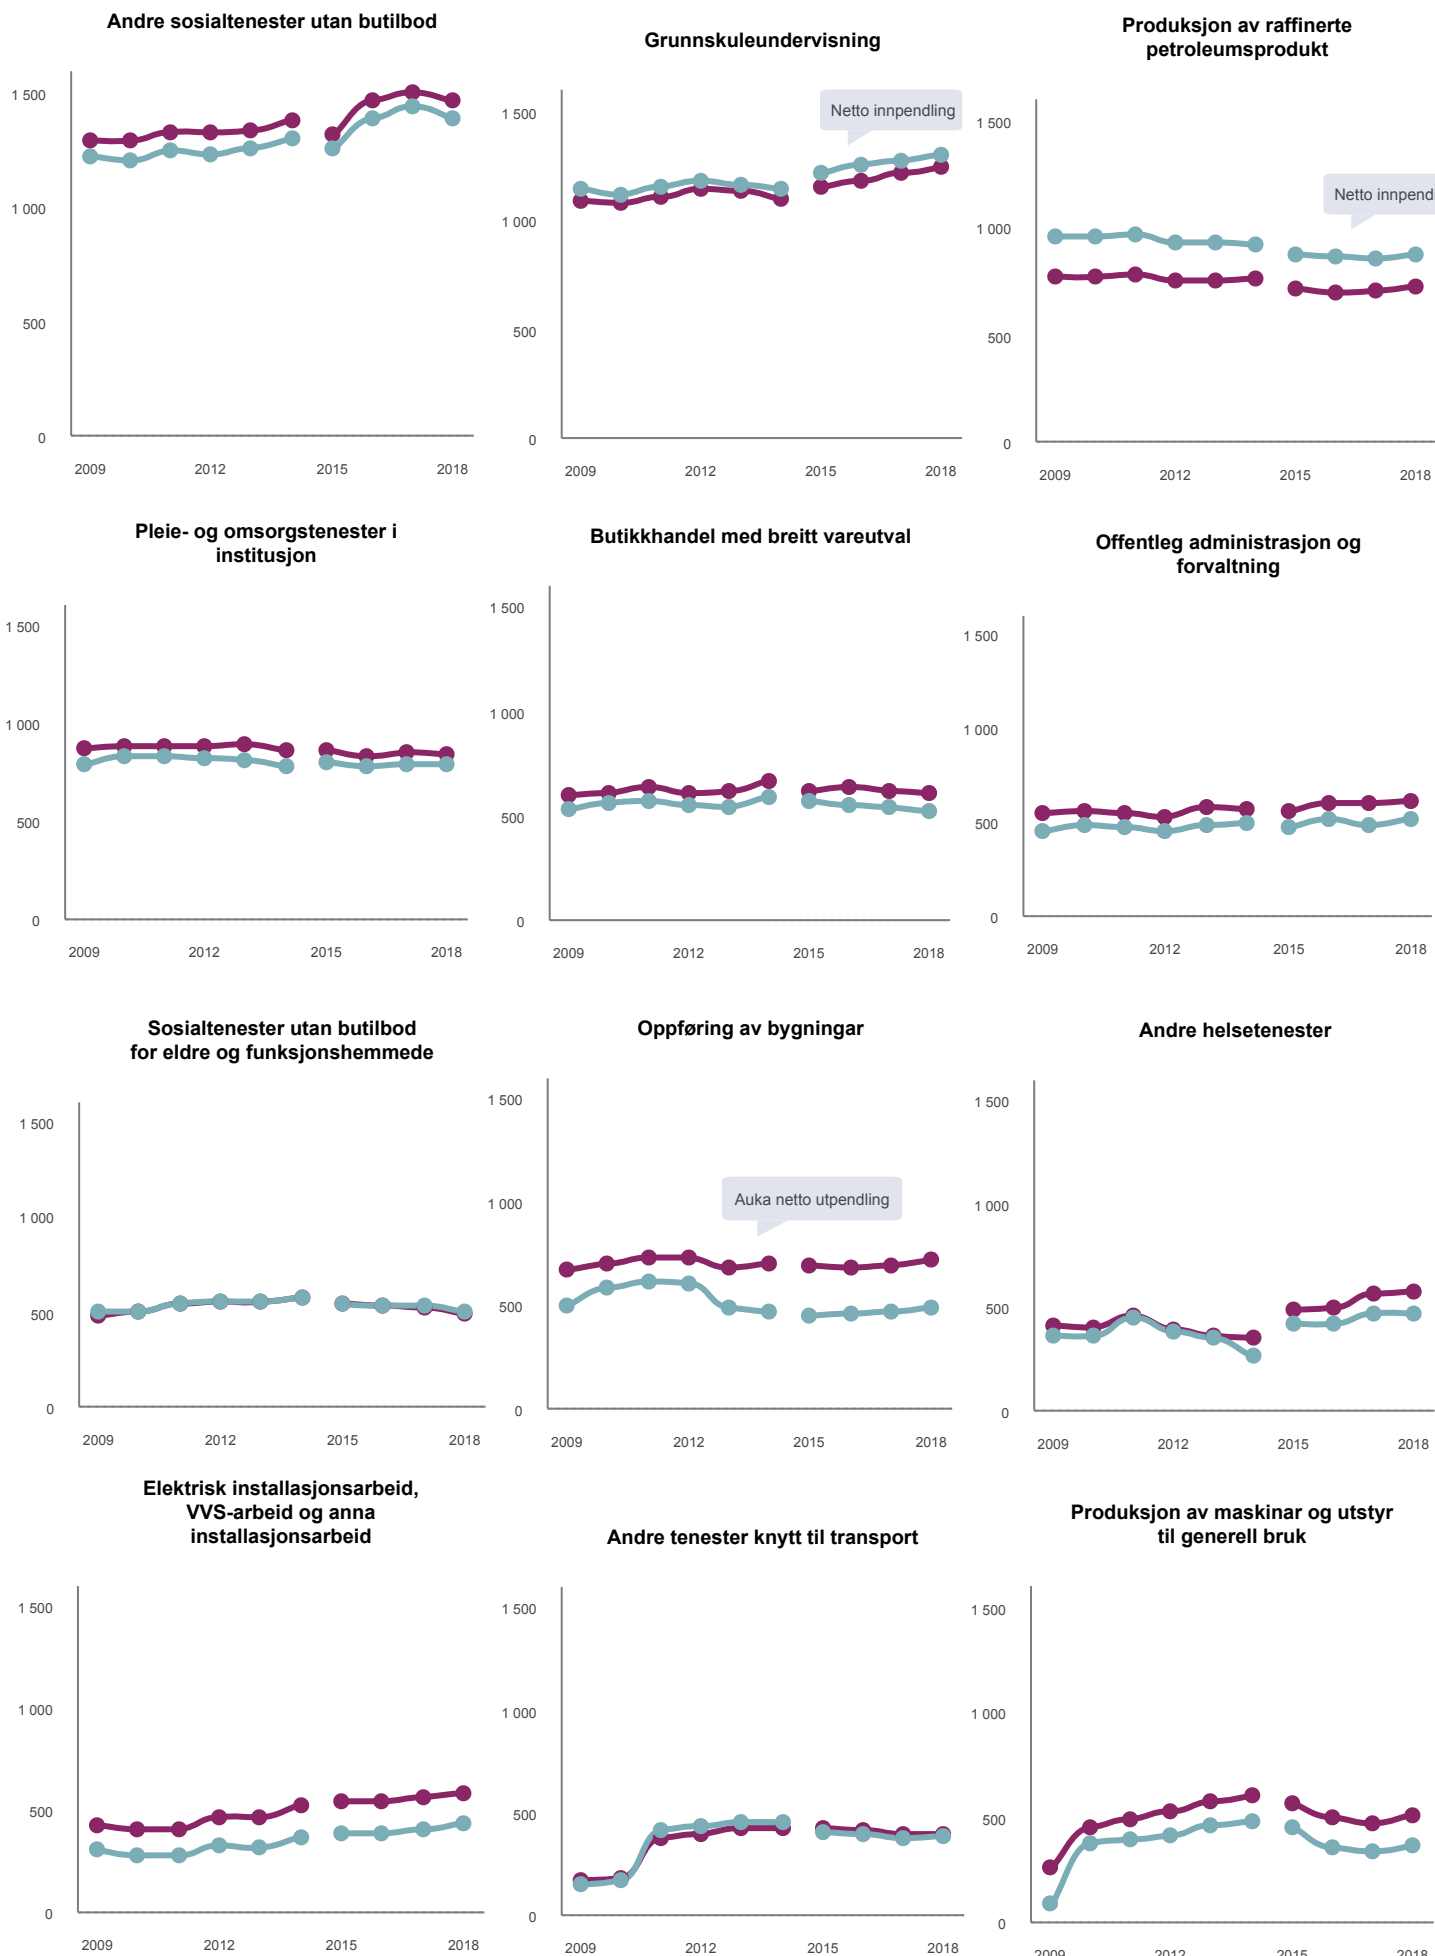 Andre sosialtenester utan butilbod
1 500
1 000
500
0
2009 2012 2015 2018
Grunnskuleundervisning
Netto innpendling
1 500
1 000
500
0
2009 2012 2015 2018
Produksjon av raffinerte
petroleumsprodukt
1 500
Netto innpendl
1 000
500
0
2009 2012 2015 2018
Pleie- og omsorgstenester i
institusjon
1 500
1 000
500
0
2009 2012 2015 2018
Butikkhandel med breitt vareutval
1 500
1 000
500
0
2009 2012 2015 2018
Offentleg administrasjon og
forvaltning
1 500
1 000
500
0
2009 2012 2015 2018
Sosialtenester utan butilbod
for eldre og funksjonshemmede
1 500
1 000
500
0
2009 2012 2015 2018
Oppføring av bygningar
1 500
Auka netto utpendling
1 000
500
0
2009 2012 2015 2018
Andre helsetenester
1 500
1 000
500
0
2009 2012 2015 2018
Elektrisk installasjonsarbeid,
VVS-arbeid og anna
installasjonsarbeid
1 500
1 000
500
0
2009 2012 2015 2018
Andre tenester knytt til transport
1 500
1 000
500
0
2009 2012 2015 2018
Produksjon av maskinar og utstyr
til generell bruk
1 500
1 000
500
0
2009 2012 2015 2018